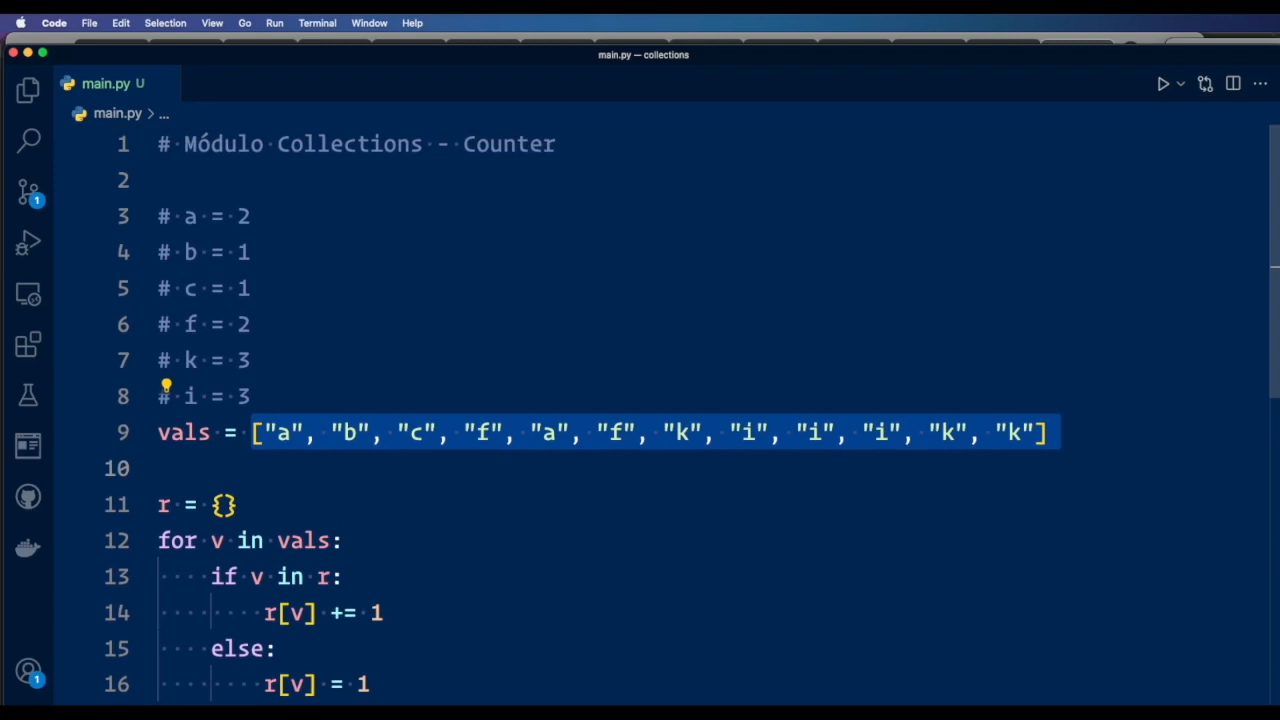 Code File Edit Selection View Go Run Terminal Window Help
main.py — collections
main.py U
main.py > ...
1 # Módulo Collections - Counter
2
3 # a = 2
4 # b = 1
5 # c = 1
6 # f = 2
7 # k = 3
8 # i = 3
9 vals = ["a", "b", "c", "f", "a", "f", "k", "i", "i", "i", "k", "k"]
10
11 r = {}
12 for v in vals:
13 if v in r:
14 r[v] += 1
15 else:
16 r[v] = 1
1
1